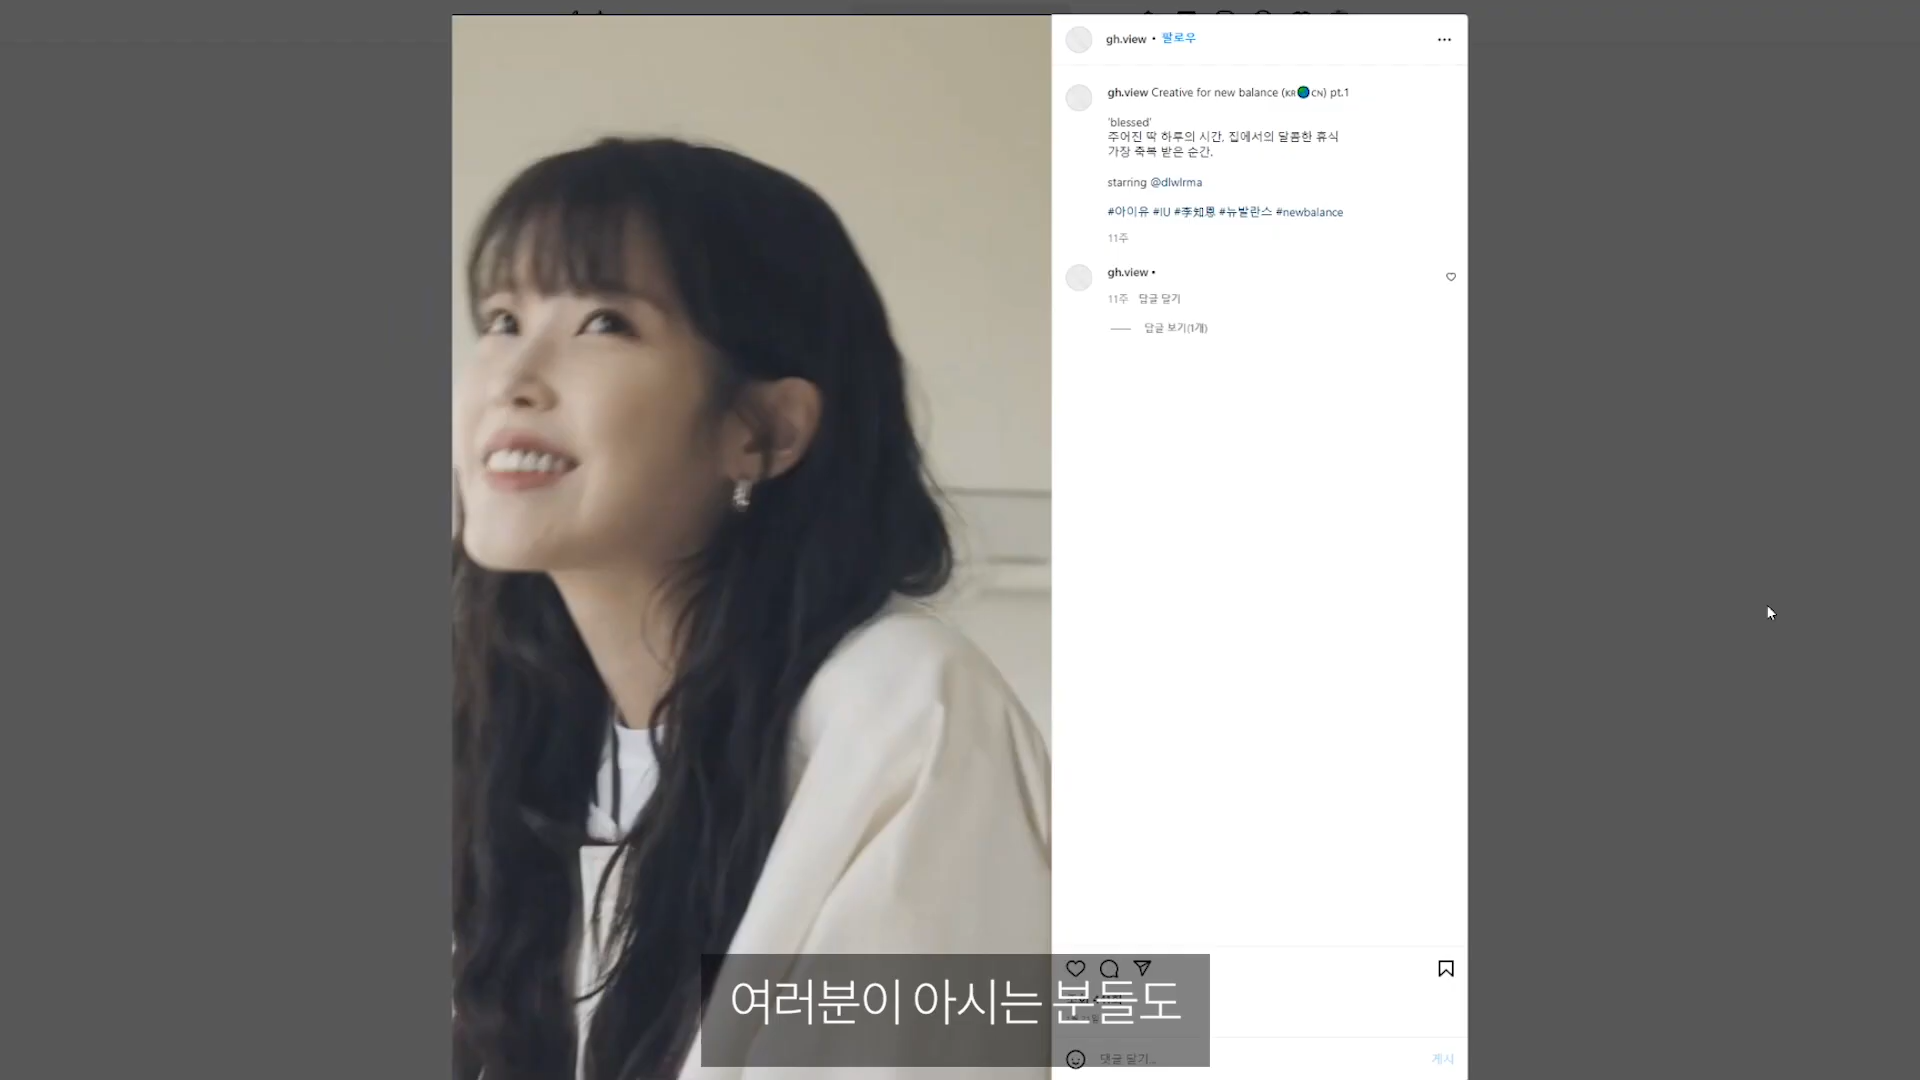 gh.view • 팔로우
gh.view Creative for new balance (KR🌏CN) pt.1
'blessed'
주어진 딱 하루의 시간, 집에서의 달콤한 휴식
가장 축복 받은 순간.
starring @dlwlrma
#아이유 #IU #李知恩 #뉴발란스 #newbalance
11주
gh.view •
11주 답글 달기
답글 보기(1개)
여러분이 아시는 분들도
댓글 달기...
게시